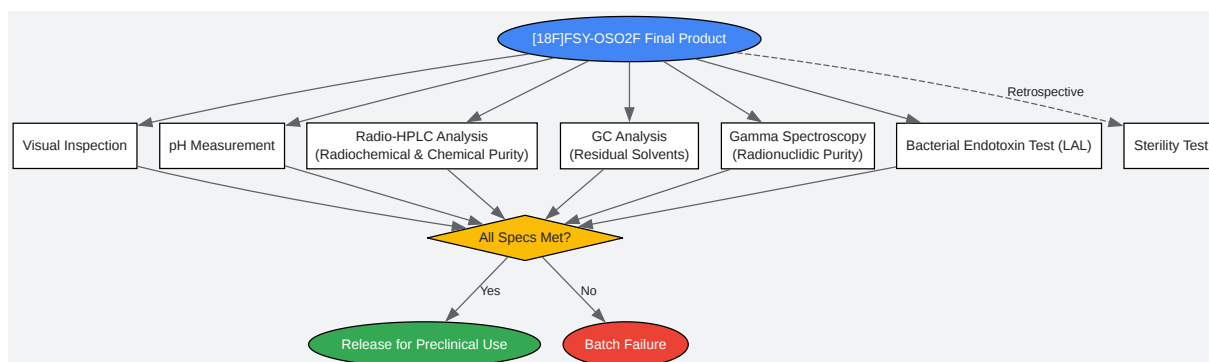 [18F]FSY-OSO2F Final Product
Retrospective
Visual Inspection
pH Measurement
Radio-HPLC Analysis
(Radiochemical & Chemical Purity)
GC Analysis
(Residual Solvents)
Gamma Spectroscopy
(Radionuclidic Purity)
Bacterial Endotoxin Test (LAL)
Sterility Test
All Specs Met?
Yes
No
Release for Preclinical Use
Batch Failure